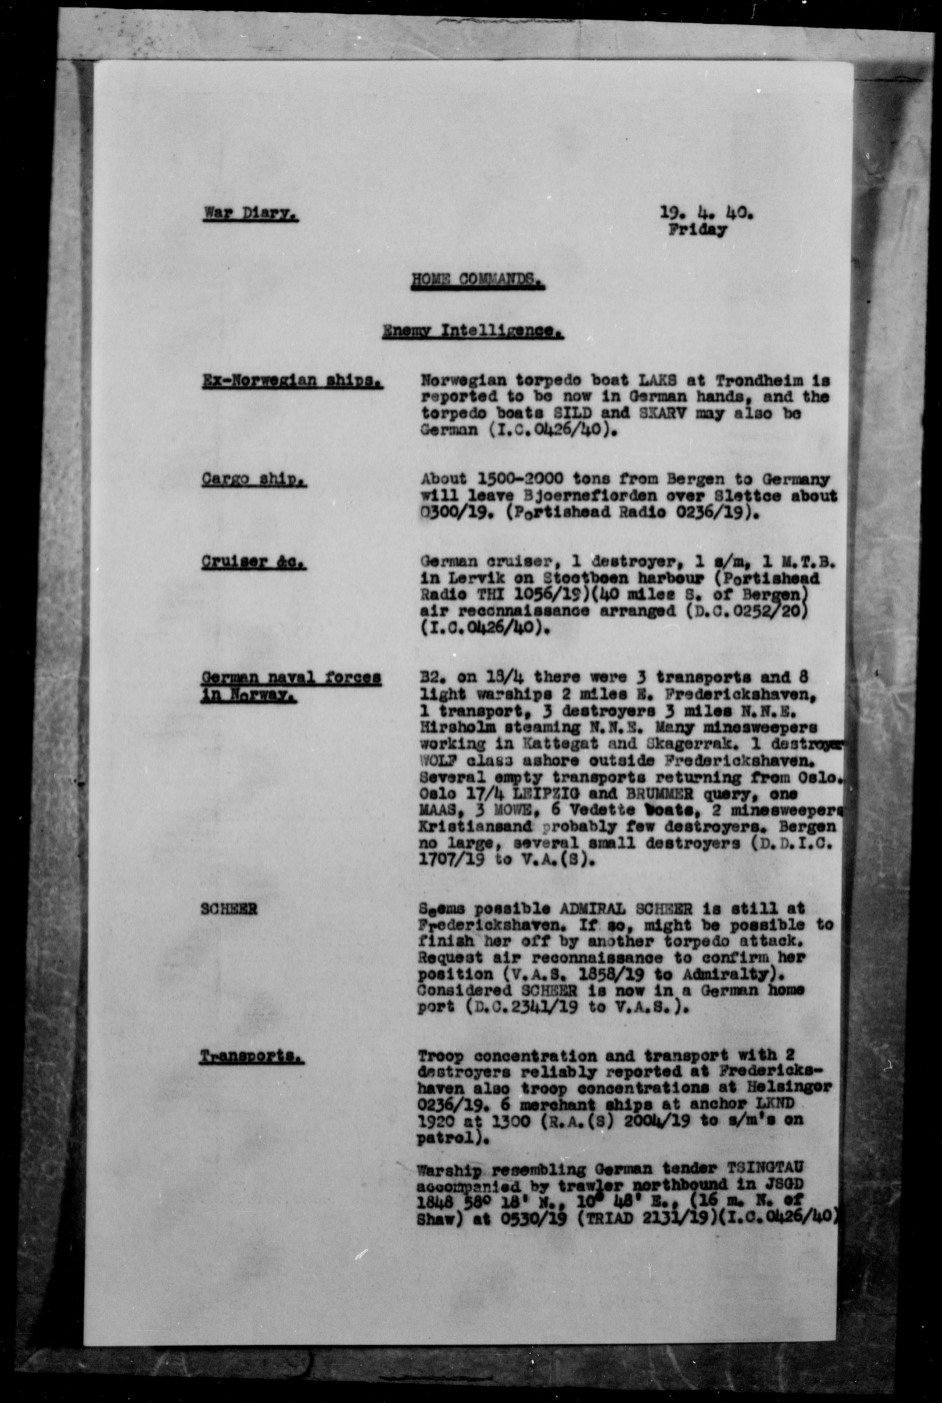 War Diary.
19. 4. 40.
Friday
HOME COMMANDS.
Enemy Intelligence.
Ex-Norwegian ships.
Norwegian torpedo boat LAKS at Trondheim is
reported to be now in German hands, and the
torpedo boats SILD and SKARV may also be
German (I.C.0426/40).
Cargo ship.
About 1500-2000 tons from Bergen to Germany
will leave Bjoernefiorden over Slettoe about
0300/19. (Portishead Radio 0236/19).
Cruiser &c.
German cruiser, 1 destroyer, 1 s/m, 1 M.T.B.
in Lervik on Stootboen harbour (Portishead
Radio THI 1056/19)(40 miles S. of Bergen)
air reconnaissance arranged (D.C.0252/20)
(I.C.0426/40).
German naval forces
in Norway.
B2. on 18/4 there were 3 transports and 8
light warships 2 miles E. Frederickshaven,
1 transport, 3 destroyers 3 miles N.N.E.
Hirsholm steaming N.N.E. Many minesweepers
working in Kattegat and Skagerrak. 1 destroyer
WOLF class ashore outside Frederickshaven.
Several empty transports returning from Oslo.
Oslo 17/4 LEIPZIG and BRUMMER query, one
MAAS, 3 MOWE, 6 Vedette boats, 2 minesweepers
Kristiansand probably few destroyers. Bergen
no large, several small destroyers (D.D.I.C.
1707/19 to V.A.(S).
SCHEER
Seems possible ADMIRAL SCHEER is still at
Frederickshaven. If so, might be possible to
finish her off by another torpedo attack.
Request air reconnaissance to confirm her
position (V.A.S. 1858/19 to Admiralty).
Considered SCHEER is now in a German home
port (D.C.2341/19 to V.A.S.).
Transports.
Troop concentration and transport with 2
destroyers reliably reported at Fredericks-
haven also troop concentrations at Helsingor
0236/19. 6 merchant ships at anchor LKND
1920 at 1300 (R.A.(S) 2004/19 to s/m's on
patrol).
Warship resembling German tender TSINGTAU
accompanied by trawler northbound in JSGD
1848 58° 18' N., 10° 48' E., (16 m. N. of
Skaw) at 0530/19 (TRIAD 2131/19)(I.C.0426/40)